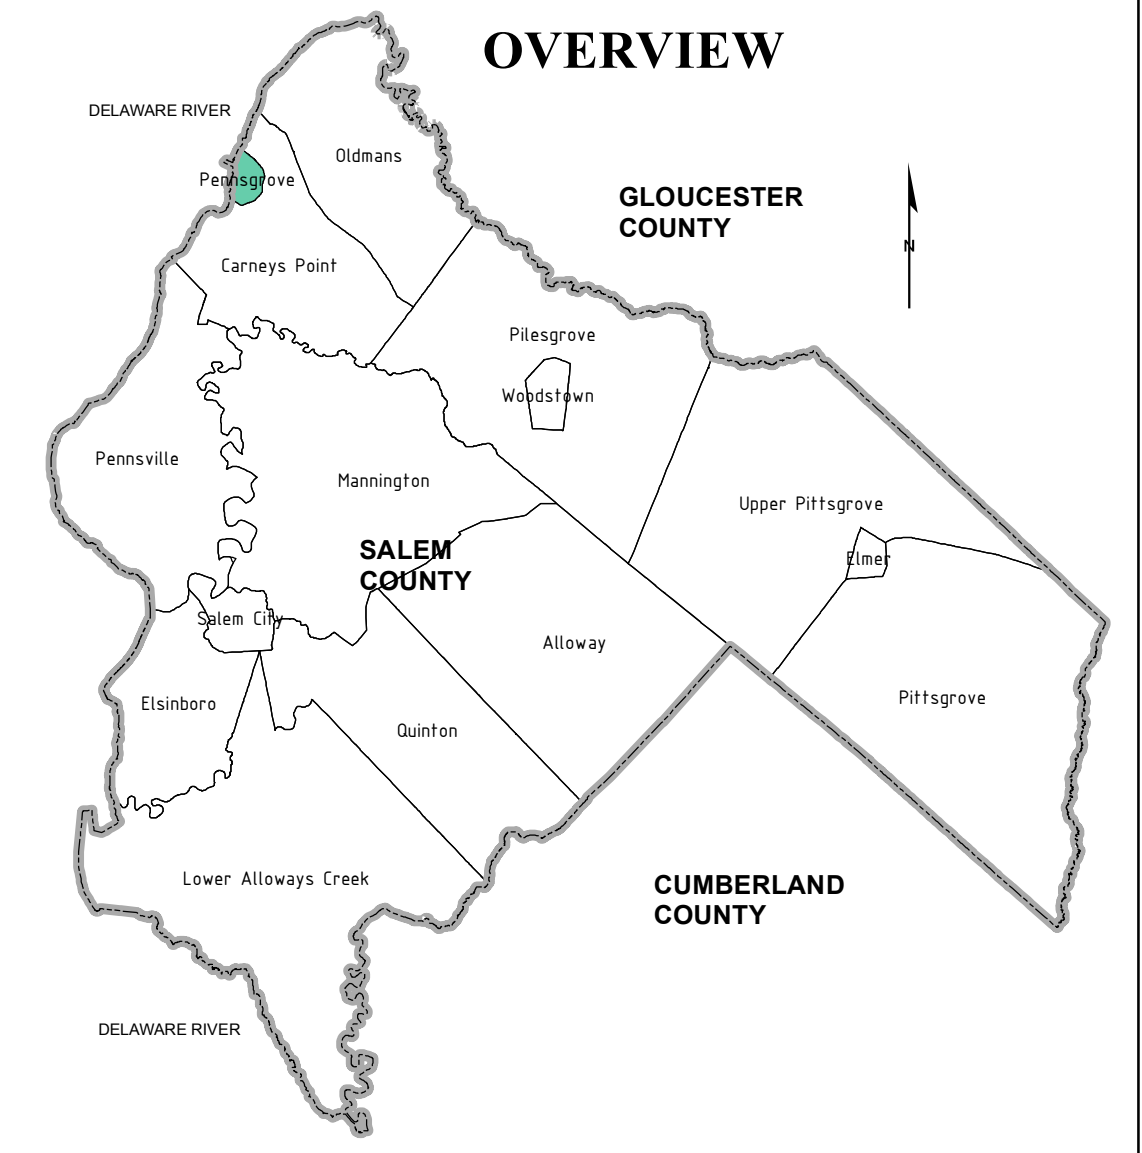 OVERVIEW
DELAWARE RIVER
Oldmans
Pennsgrove
GLOUCESTER
COUNTY
N
Carneys Point
Pilesgrove
Woodstown
Pennsville
Mannington
Upper Pittsgrove
SALEM
COUNTY
Elmer
Salem City
Alloway
Elsinboro
Pittsgrove
Quinton
Lower Alloways Creek
CUMBERLAND
COUNTY
DELAWARE RIVER